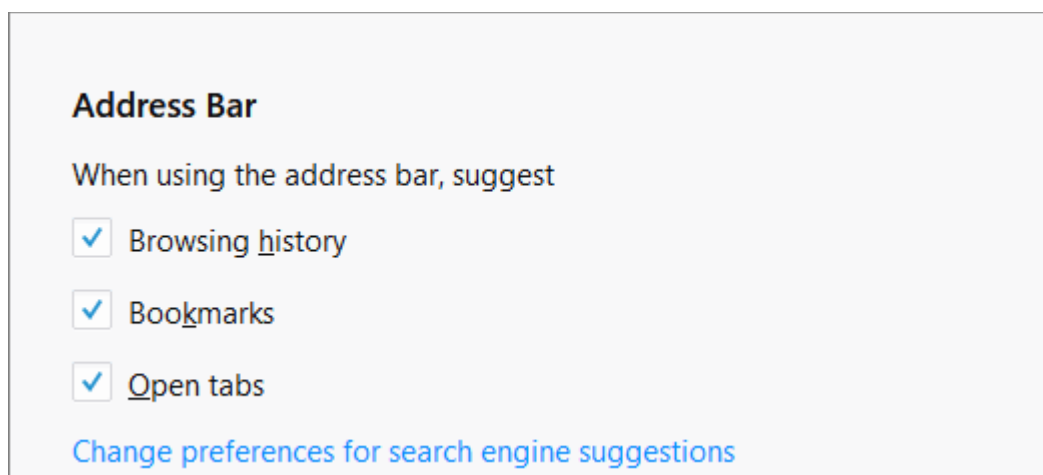 Address Bar
When using the address bar, suggest
Browsing history
Bookmarks
Open tabs
Change preferences for search engine suggestions